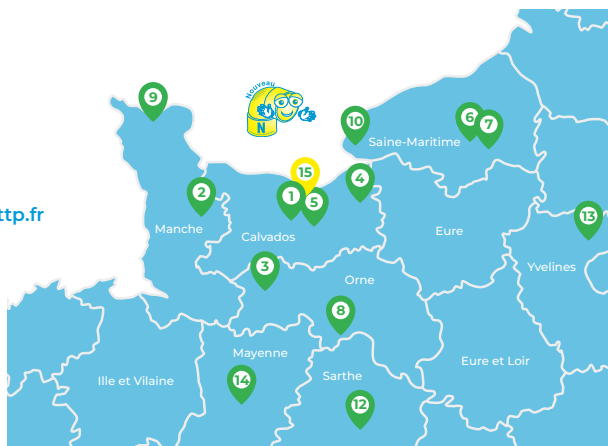 Nouveau
N
9
10
6
7
Saine-Maritime
15
2
1
5
4
ttp.fr
13
Manche
Calvados
Eure
Yvelines
3
Orne
8
Mayenne
Ille et Vilaine
Sarthe
Eure et Loir
14
12